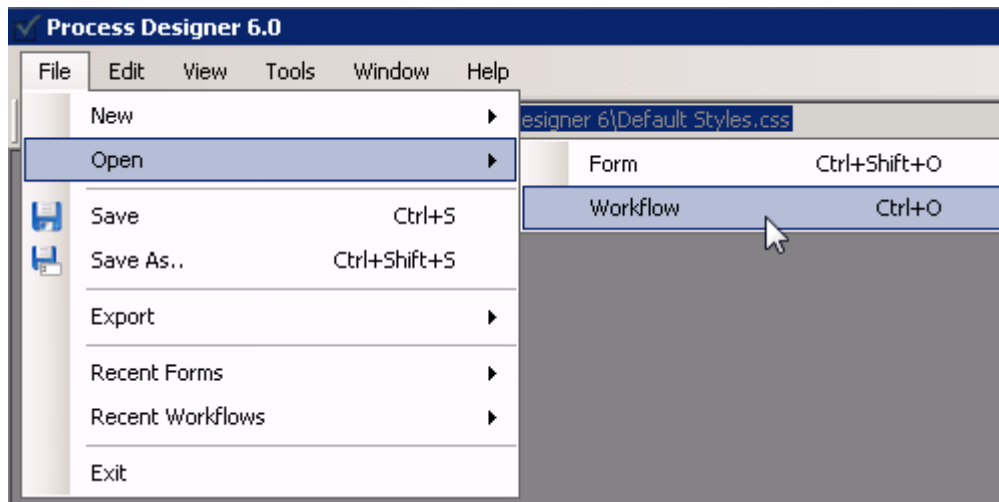 Process Designer 6.0
File Edit View Tools Window Help
New
esigner 6\Default Styles.css
Open
Form Ctrl+Shift+O
Workflow Ctrl+O
Save Ctrl+S
Save As.. Ctrl+Shift+S
Export
Recent Forms
Recent Workflows
Exit